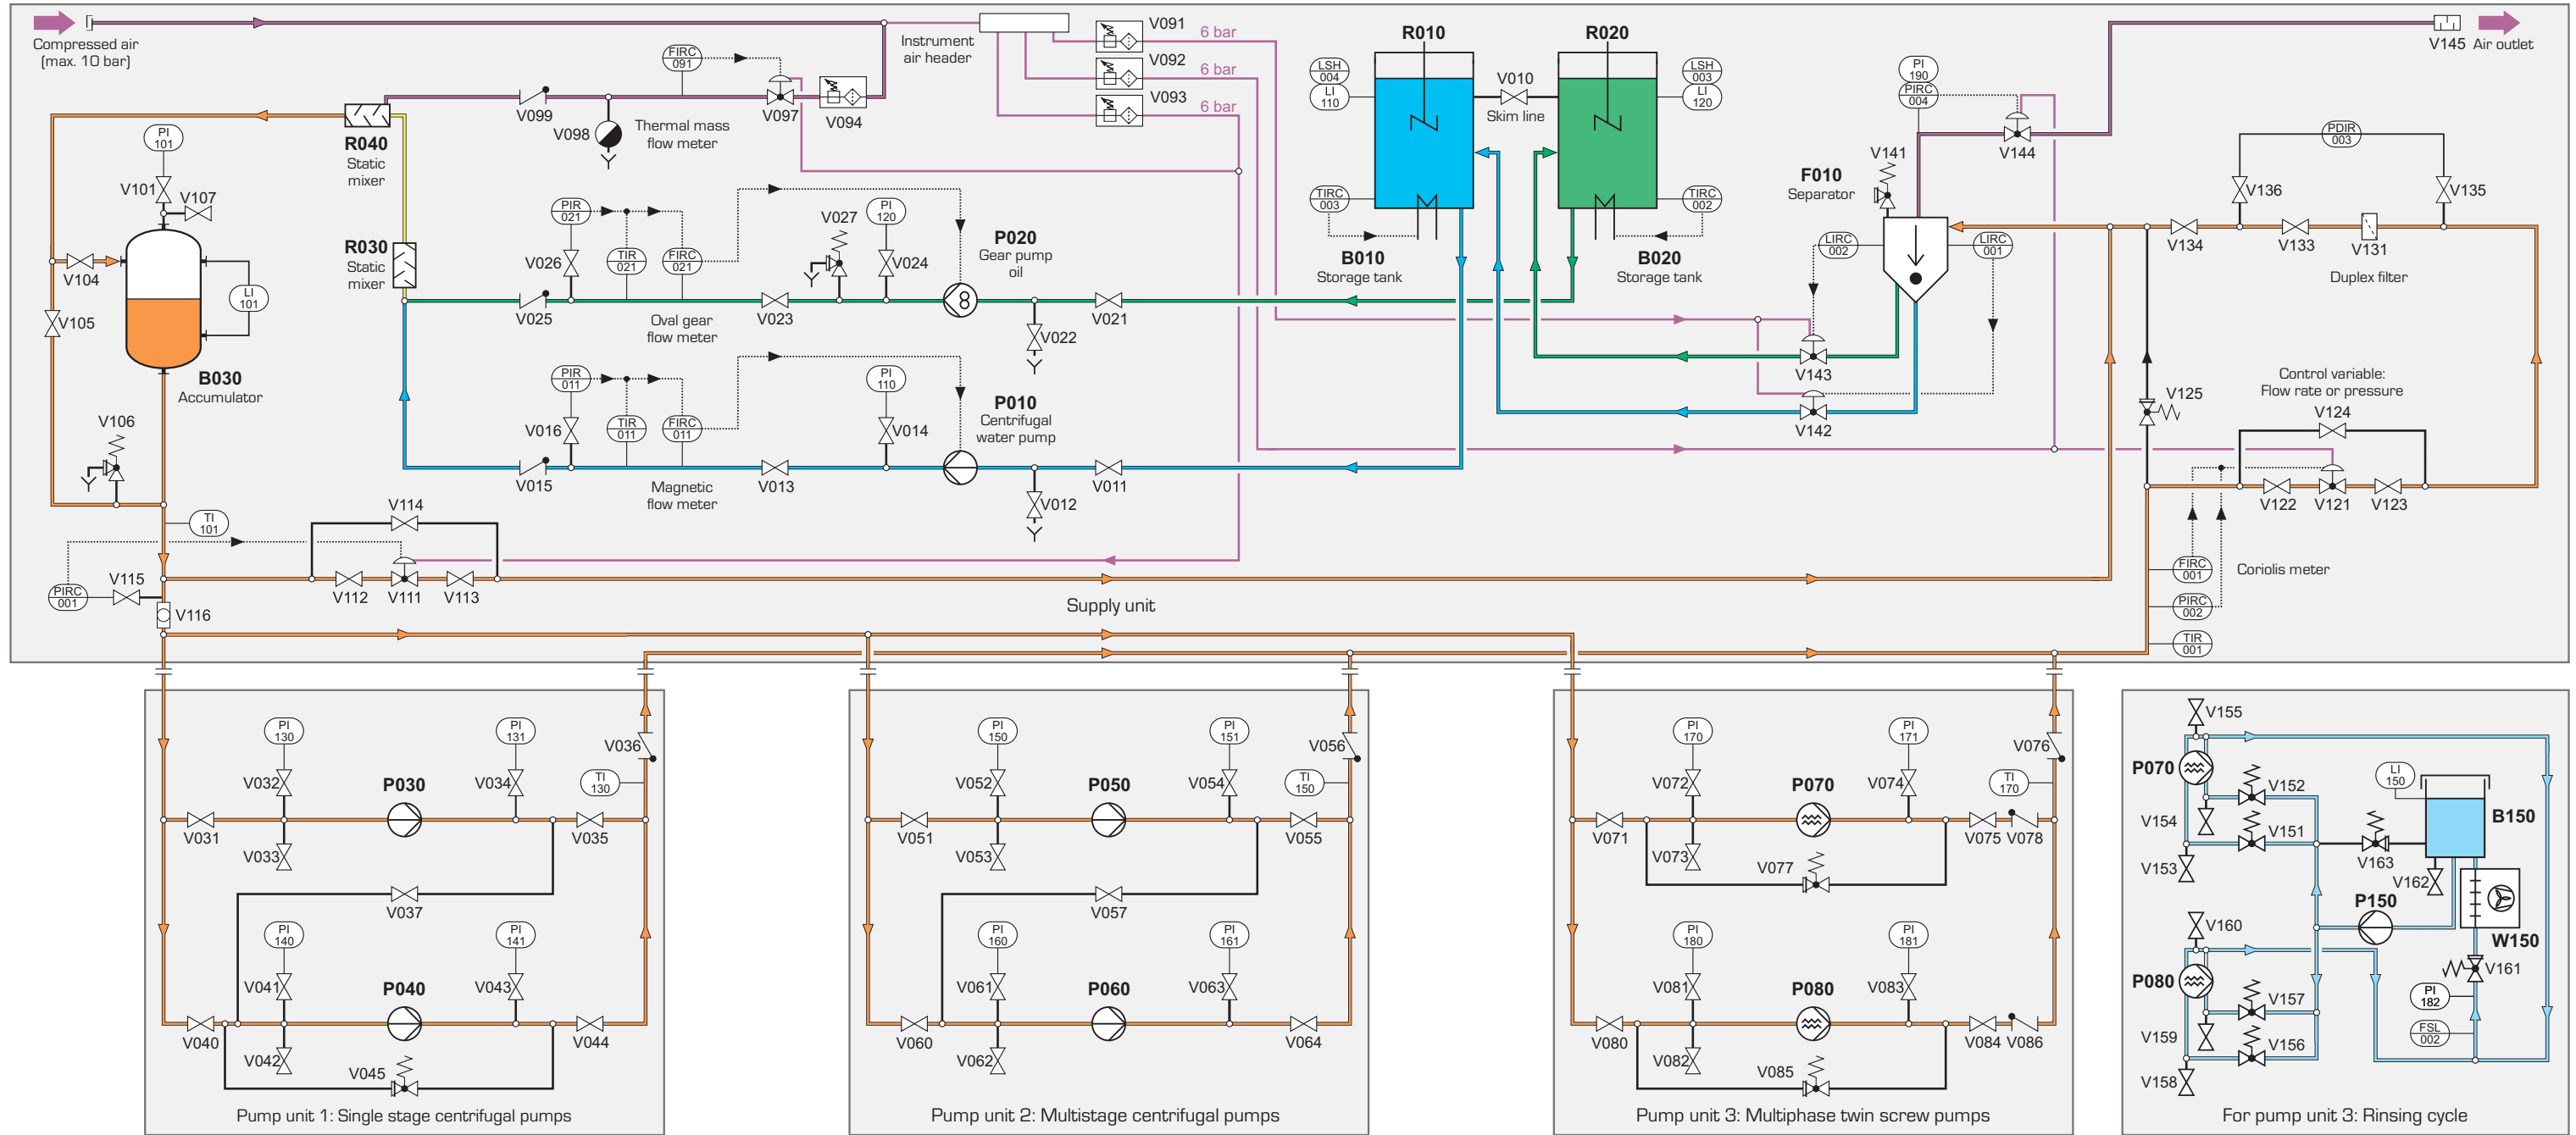 Compressed air
(max. 10 bar)
FIRC
091
Instrument
air header
V091
6 bar
V092
6 bar
V093
6 bar
V099
V098
Thermal mass
flow meter
V097
V094
R010
R020
LSH
004
LI
110
V010
Skim line
LSH
003
LI
120
TIRC
003
TIRC
002
B010
Storage tank
B020
Storage tank
PI
190
PIRC
004
V145
Air outlet
V144
V141
F010
Separator
LIRC
002
LIRC
001
PDIR
003
V136
V135
V134
V133
V131
Duplex filter
R040
Static
mixer
PI
101
V101
V107
V104
V105
LI
101
B030
Accumulator
V106
R030
Static
mixer
PIR
021
V026
TIR
021
FIRC
021
V027
PI
120
V024
P020
Gear pump
oil
V025
Oval gear
flow meter
V023
V021
V022
PIR
011
V016
TIR
011
FIRC
011
PI
110
V014
P010
Centrifugal
water pump
V015
Magnetic
flow meter
V013
V011
V012
V143
V142
Control variable:
Flow rate or pressure
V125
V124
V122
V121
V123
FIRC
001
Coriolis meter
PIRC
002
TIR
001
TI
101
V114
V115
PIRC
001
V112
V111
V113
V116
Supply unit
PI
130
PI
131
V036
V032
P030
V034
TI
130
V031
V033
V035
V037
PI
140
PI
141
V041
P040
V043
V040
V042
V044
V045
Pump unit 1: Single stage centrifugal pumps
PI
150
PI
151
V056
V052
P050
V054
TI
150
V051
V053
V055
V057
PI
160
PI
161
V061
P060
V063
V060
V062
V064
Pump unit 2: Multistage centrifugal pumps
PI
170
PI
171
V076
V072
P070
V074
TI
170
V071
V073
V075
V078
V077
PI
180
PI
181
V081
P080
V083
V080
V082
V084
V086
V085
Pump unit 3: Multiphase twin screw pumps
V155
P070
V152
LI
150
V154
V151
B150
V153
V163
V162
P150
V160
W150
P080
V161
V157
PI
182
V159
V156
FSL
002
V158
For pump unit 3: Rinsing cycle